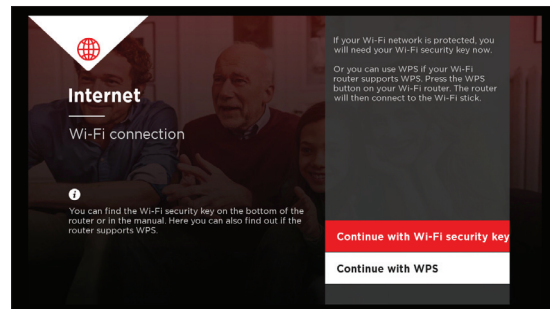 Internet
Wi-Fi connection
You can find the Wi-Fi security key on the bottom of the
router or in the manual. Here you can also find out if the
router supports WPS.
If your Wi-Fi network is protected, you
will need your Wi-Fi security key now.
Or you can use WPS if your Wi-Fi
router supports WPS. Press the WPS
button on your Wi-Fi router. The router
will then connect to the Wi-Fi stick.
Continue with Wi-Fi security key
Continue with WPS